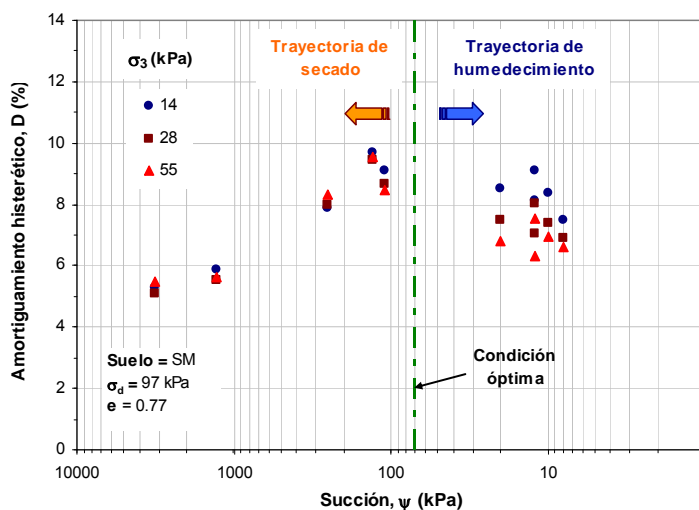 14
12
10
8
6
4
2
0
Amortiguamiento histerético, D (%)
σ3 (kPa)
14
28
55
Trayectoria de
secado
Trayectoria de
humedecimiento
Suelo = SM
σd = 97 kPa
e = 0.77
Condición
óptima
10000
1000
100
10
Succión, ψ (kPa)